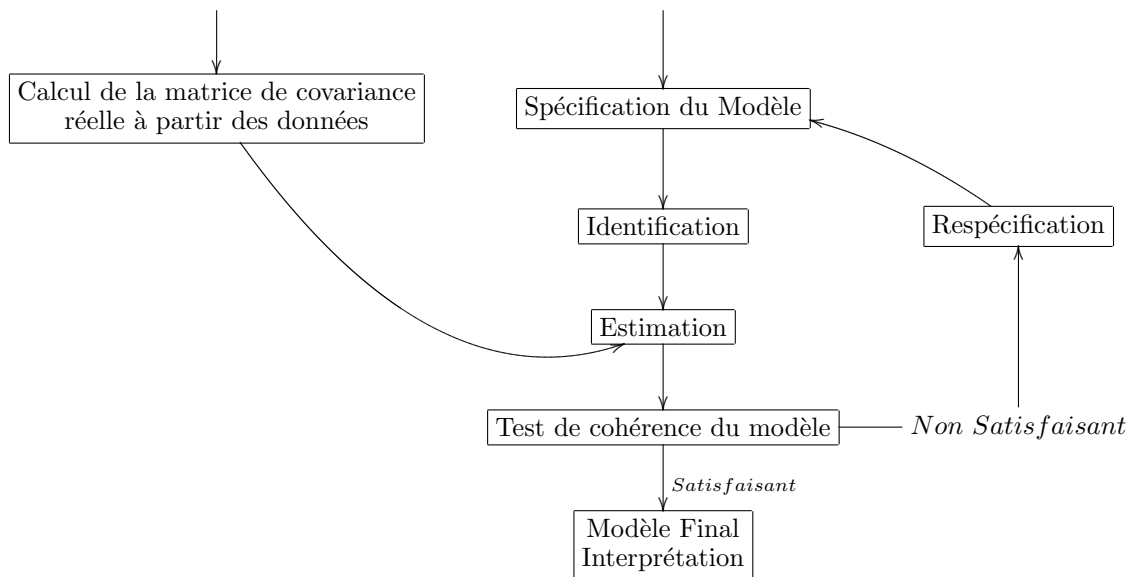 Calcul de la matrice de covariance
réelle à partir des données
Spécification du Modèle
Identification
Respécification
Estimation
Test de cohérence du modèle
Non Satisfaisant
Satisfaisant
Modèle Final
Interprétation